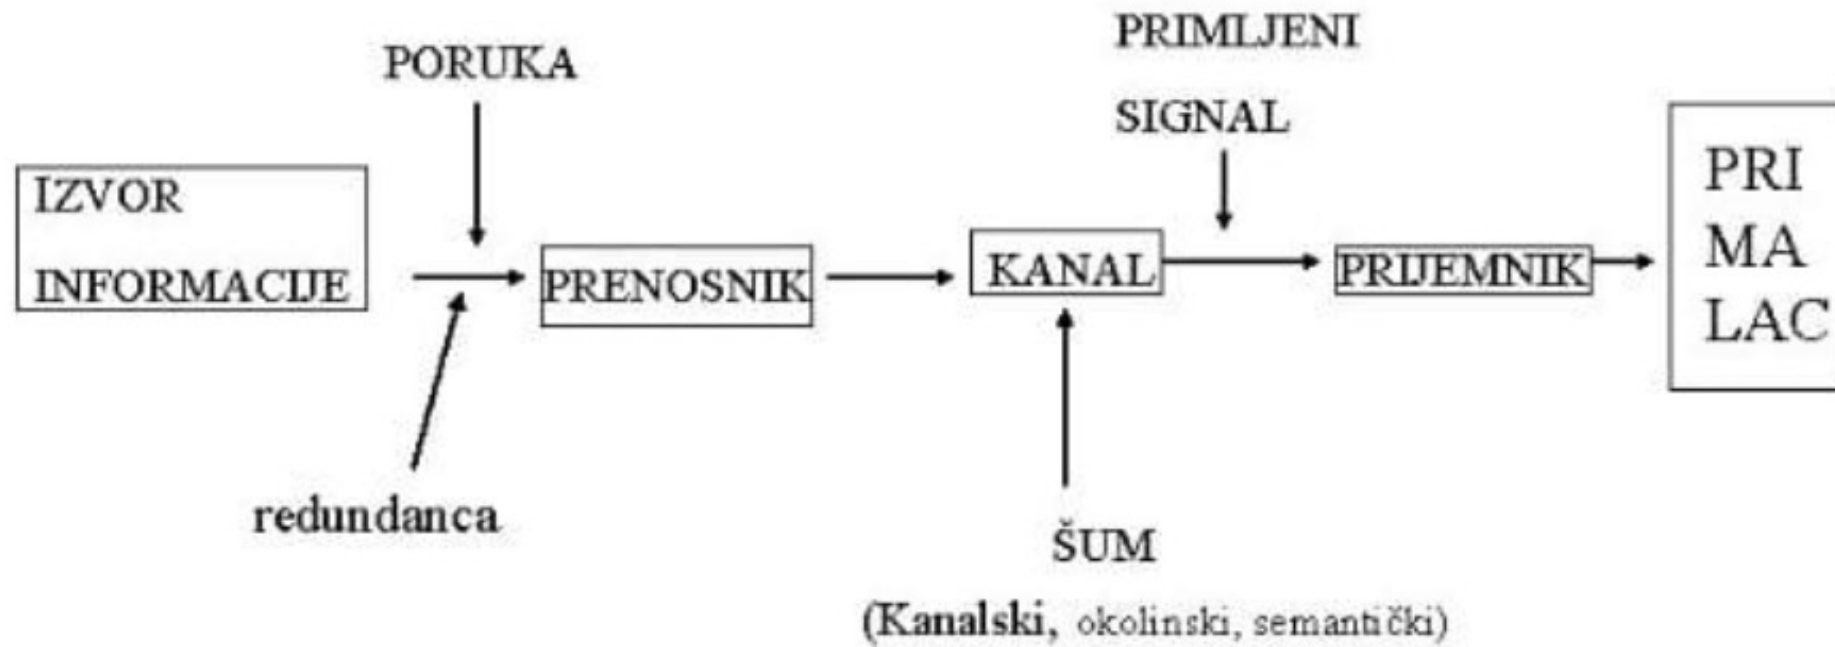 PORUKA
PRIMLJENI
SIGNAL
IZVOR
INFORMACIJE
PRENOSNIK
KANAL
PRIJEMNIK
PRI
MA
LAC
redundanca
ŠUM
(Kanalski, okolinski, semantički)